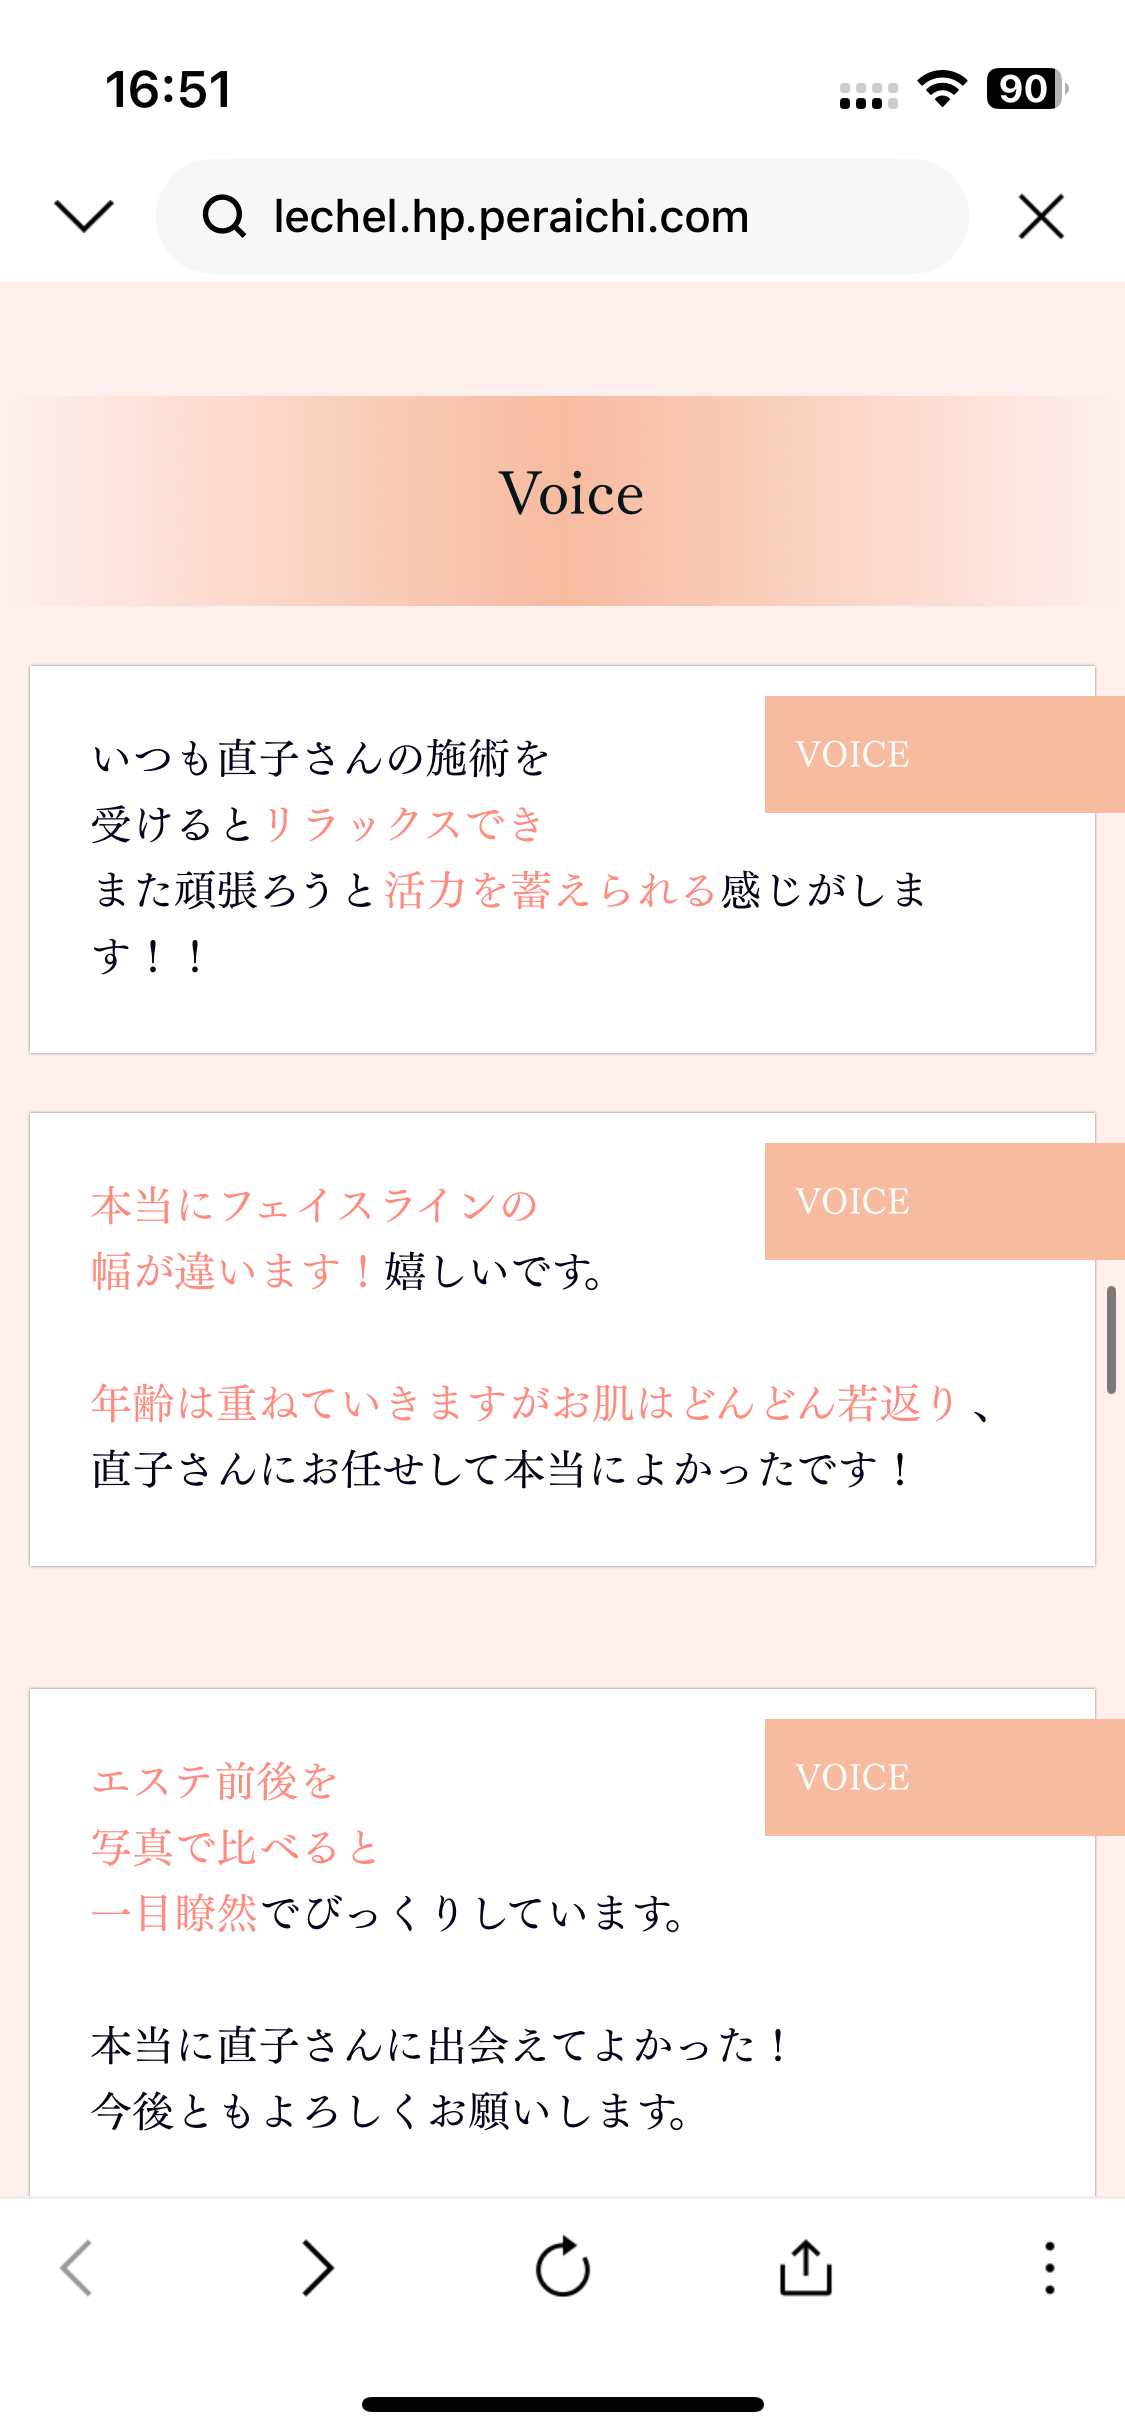 16:51
90
lechel.hp.peraichi.com
Voice
VOICE
いつも直子さんの施術を
受けるとリラックスでき
また頑張ろうと活力を蓄えられる感じがしま
す！！
VOICE
本当にフェイスラインの
幅が違います！嬉しいです。
年齢は重ねていきますがお肌はどんどん若返り、
直子さんにお任せして本当によかったです！
VOICE
エステ前後を
写真で比べると
一目瞭然でびっくりしています。
本当に直子さんに出会えてよかった！
今後ともよろしくお願いします。